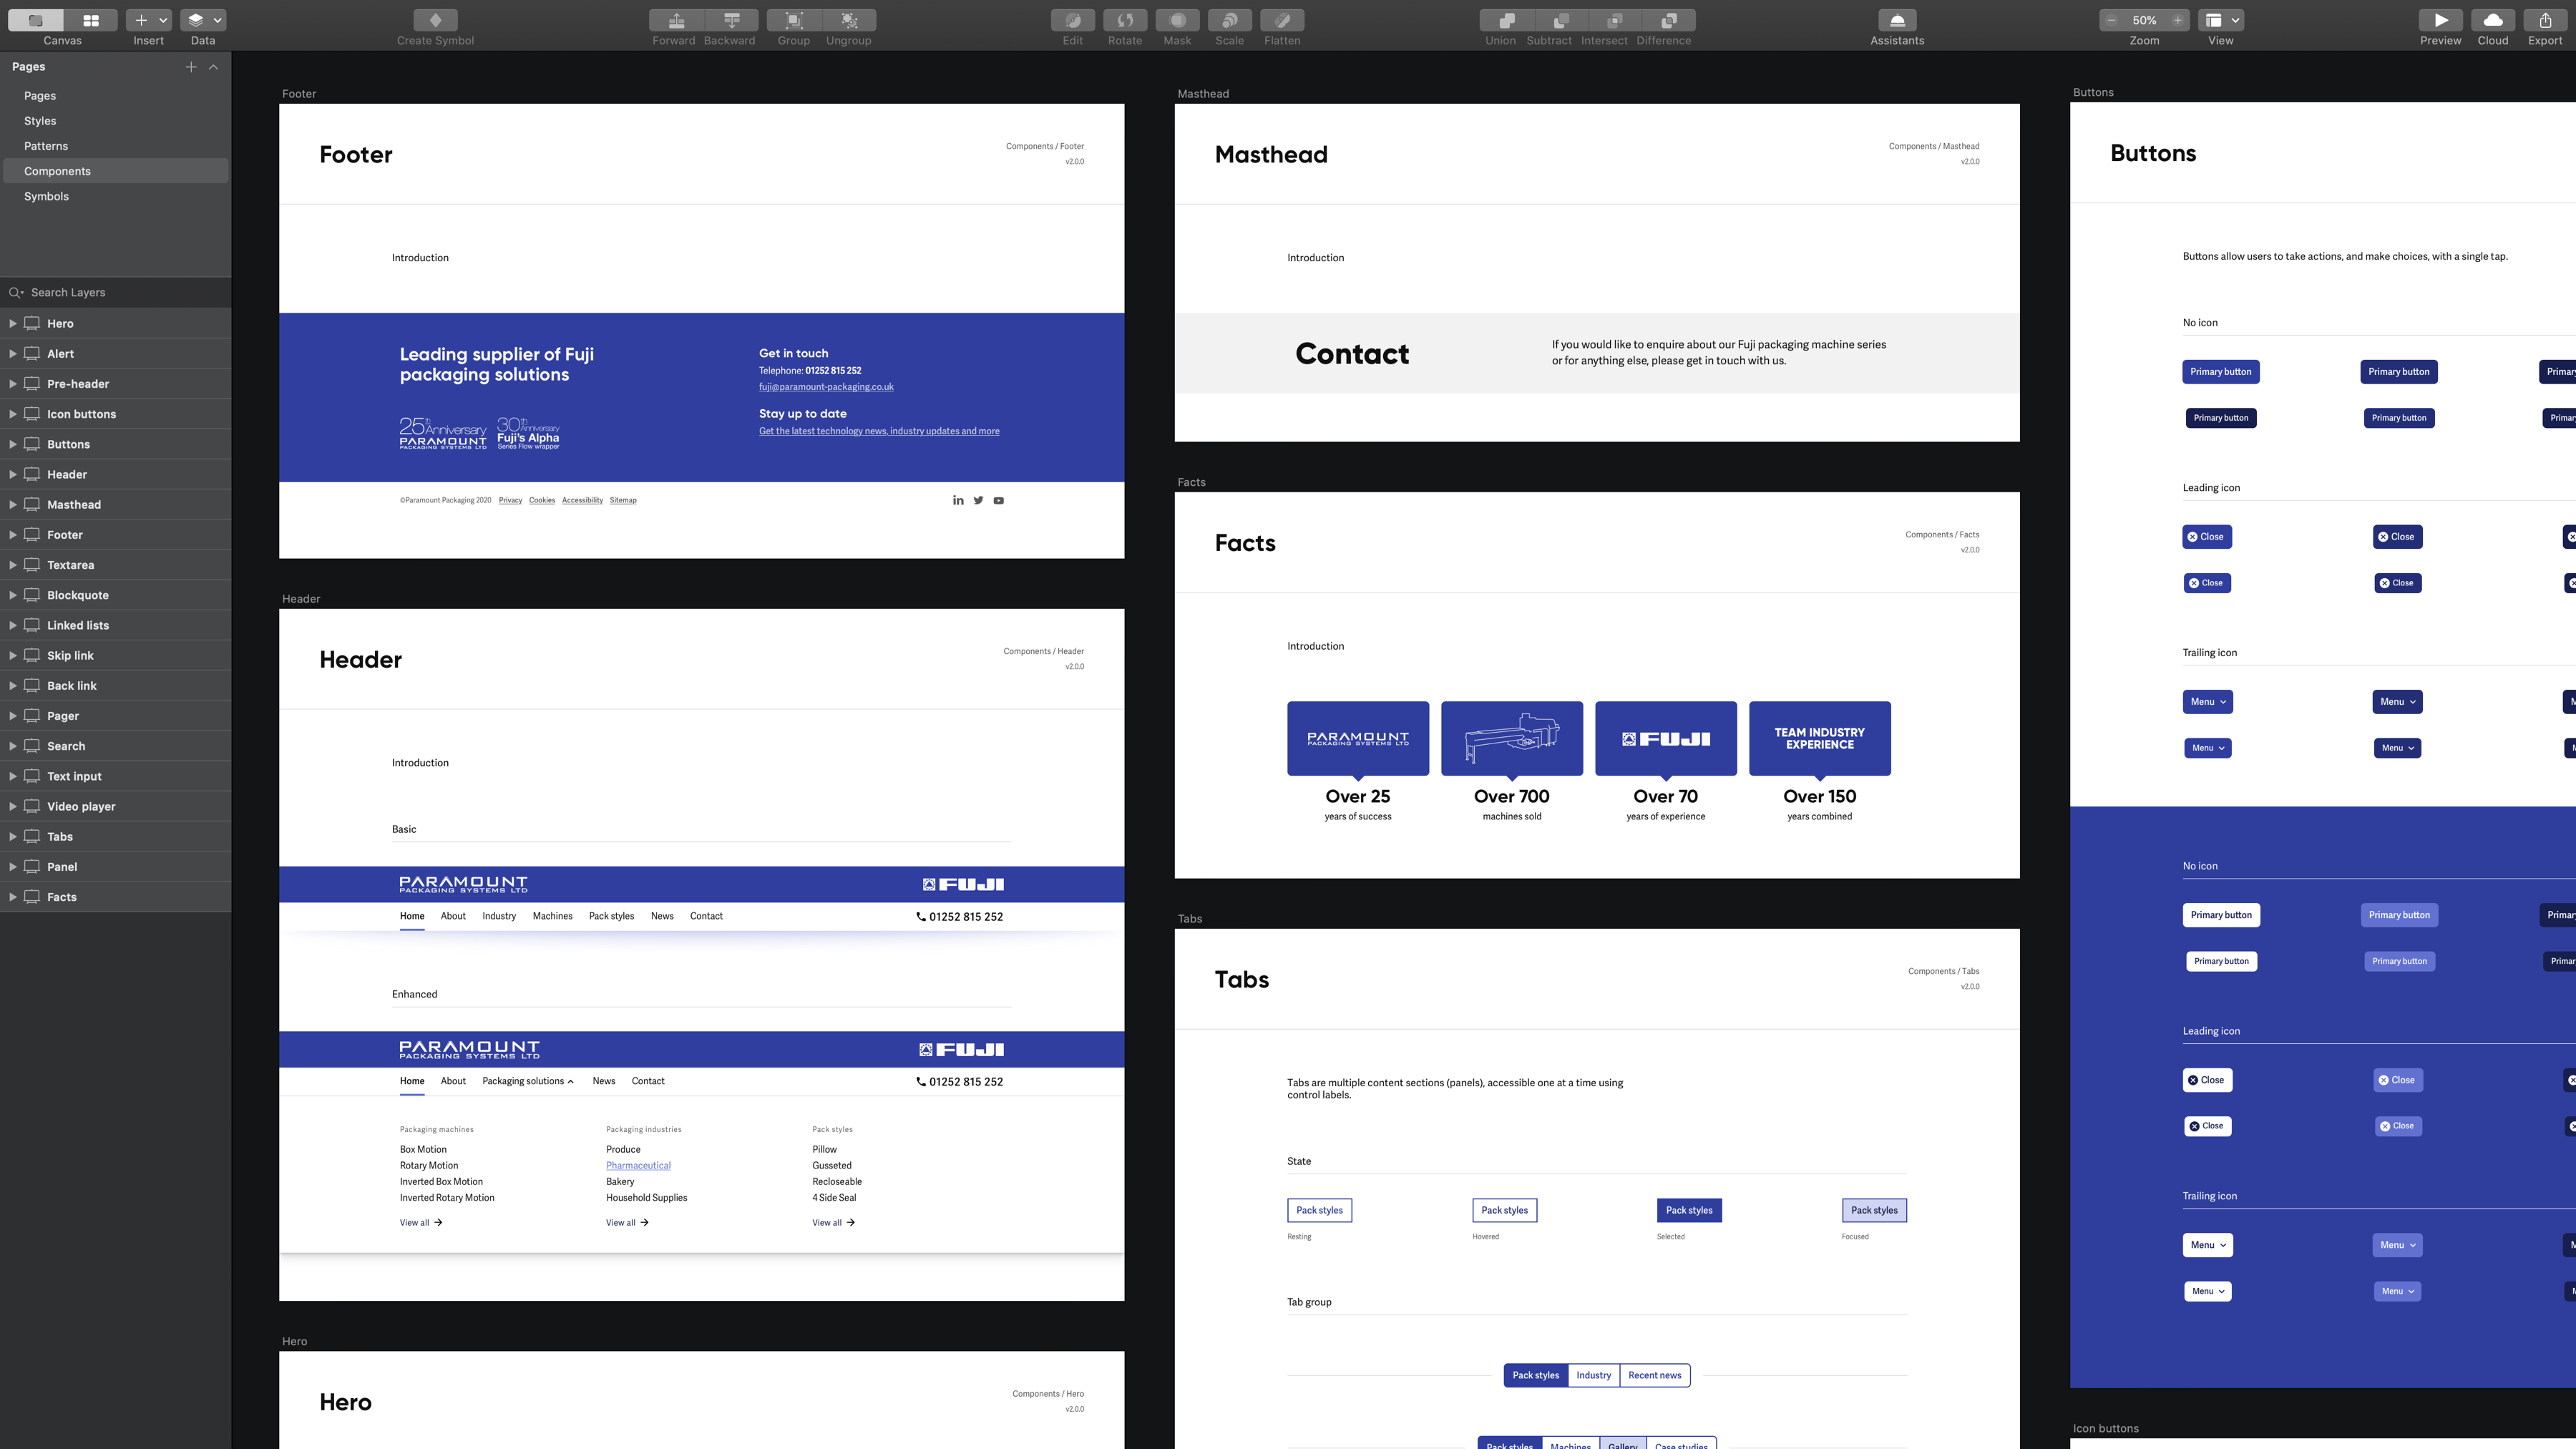 Canvas
Insert
Data
Create Symbol
Forward
Backward
Group
Ungroup
Edit
Rotate
Mask
Scale
Flatten
Union
Subtract
Intersect
Difference
Assistants
50%
Zoom
View
Preview
Cloud
Export
Pages
Pages
Styles
Patterns
Components
Symbols
Search Layers
Hero
Alert
Pre-header
Icon buttons
Buttons
Header
Masthead
Footer
Textarea
Blockquote
Linked lists
Skip link
Back link
Pager
Search
Text input
Video player
Tabs
Panel
Facts
Footer
Footer
Components / Footer
v2.0.0
Introduction
Leading supplier of Fuji
packaging solutions
25th Anniversary
PARAMOUNT
PACKAGING SYSTEMS LTD
30th Anniversary
Fuji's Alpha
Series Flow wrapper
Get in touch
Telephone: 01252 815 252
fuji@paramount-packaging.co.uk
Stay up to date
Get the latest technology news, industry updates and more
©Paramount Packaging 2020 Privacy Cookies Accessibility Sitemap
Header
Header
Components / Header
v2.0.0
Introduction
Basic
PARAMOUNT
PACKAGING SYSTEMS LTD
FUJI
Home About Industry Machines Pack styles News Contact
01252 815 252
Enhanced
PARAMOUNT
PACKAGING SYSTEMS LTD
FUJI
Home About Packaging solutions News Contact
01252 815 252
Packaging machines
Box Motion
Rotary Motion
Inverted Box Motion
Inverted Rotary Motion
View all
Packaging industries
Produce
Pharmaceutical
Bakery
Household Supplies
View all
Pack styles
Pillow
Gusseted
Recloseable
4 Side Seal
View all
Hero
Hero
Components / Hero
v2.0.0
Masthead
Masthead
Components / Masthead
v2.0.0
Introduction
Contact
If you would like to enquire about our Fuji packaging machine series
or for anything else, please get in touch with us.
Facts
Facts
Components / Facts
v2.0.0
Introduction
PARAMOUNT
PACKAGING SYSTEMS LTD
Over 25
years of success
Over 700
machines sold
FUJI
Over 70
years of experience
TEAM INDUSTRY
EXPERIENCE
Over 150
years combined
Tabs
Tabs
Components / Tabs
v2.0.0
Tabs are multiple content sections (panels), accessible one at a time using
control labels.
State
Pack styles Pack styles Pack styles Pack styles
Resting Hovered Selected Focused
Tab group
Pack styles Industry Recent news
Pack styles Machines Gallery Case studies
Buttons
Buttons
Buttons allow users to take actions, and make choices, with a single tap.
No icon
Primary button Primary button
Primary button Primary button
Leading icon
Close Close
Close Close
Trailing icon
Menu Menu
Menu Menu
No icon
Primary button Primary button
Primary button Primary button
Leading icon
Close Close
Close Close
Trailing icon
Menu Menu
Menu Menu
Icon buttons